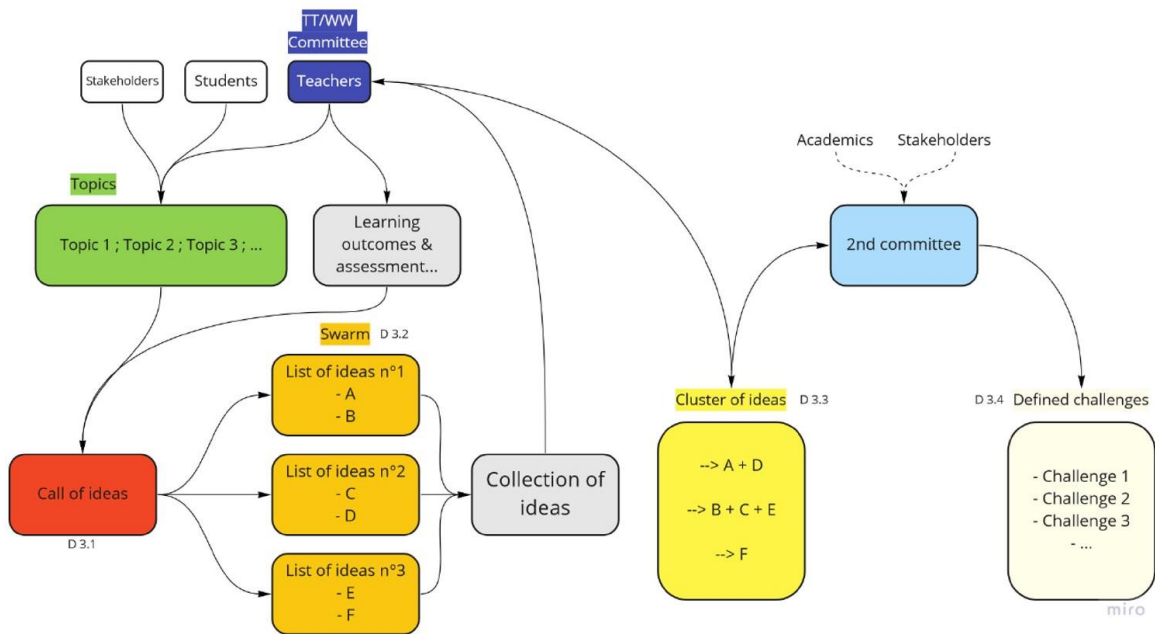 TT/WW
Committee
Stakeholders
Students
Teachers
Academics
Stakeholders
Topics
Topic 1 ; Topic 2 ; Topic 3 ; ...
Learning
outcomes &
assessment...
2nd committee
Swarm
D 3.2
List of ideas n°1
- A
- B
Call of ideas
D 3.1
List of ideas n°2
- C
- D
List of ideas n°3
- E
- F
Collection of
ideas
Cluster of ideas
D 3.3
--> A + D
--> B + C + E
--> F
D 3.4
Defined challenges
- Challenge 1
- Challenge 2
- Challenge 3
- ...
miro